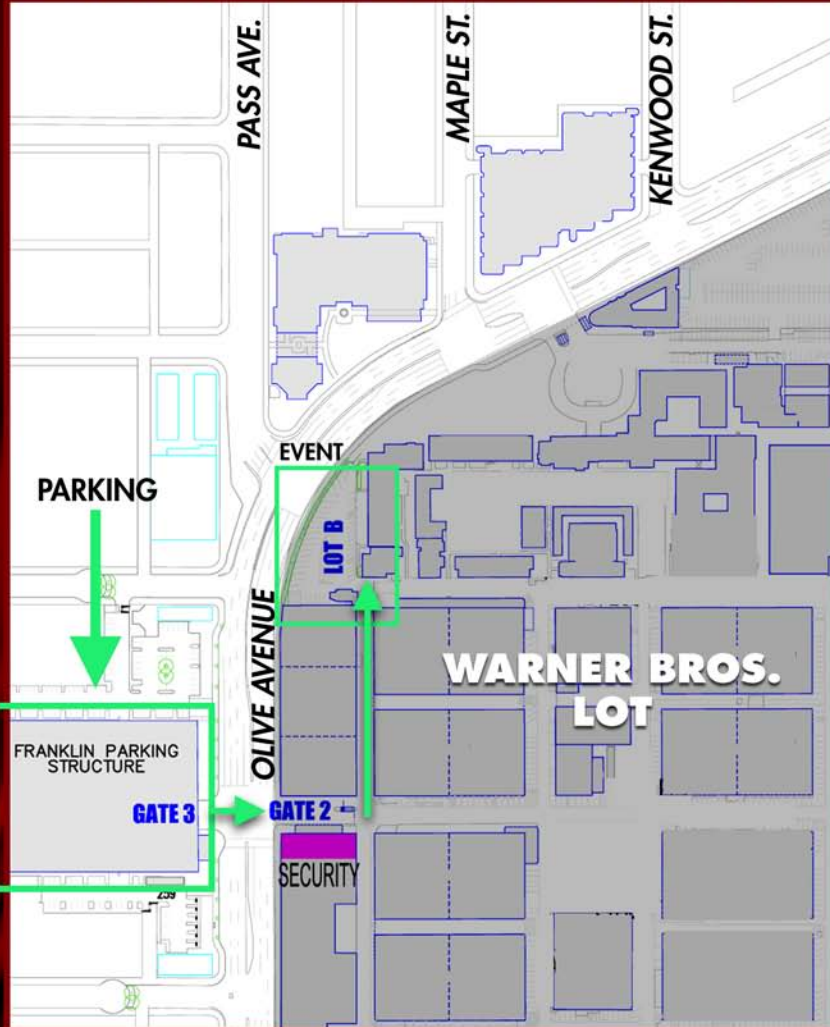 PASS AVE.
MAPLE ST.
KENWOOD ST.
EVENT
PARKING
LOT B
OLIVE AVENUE
WARNER BROS.
LOT
FRANKLIN PARKING
STRUCTURE
GATE 3
GATE 2
SECURITY